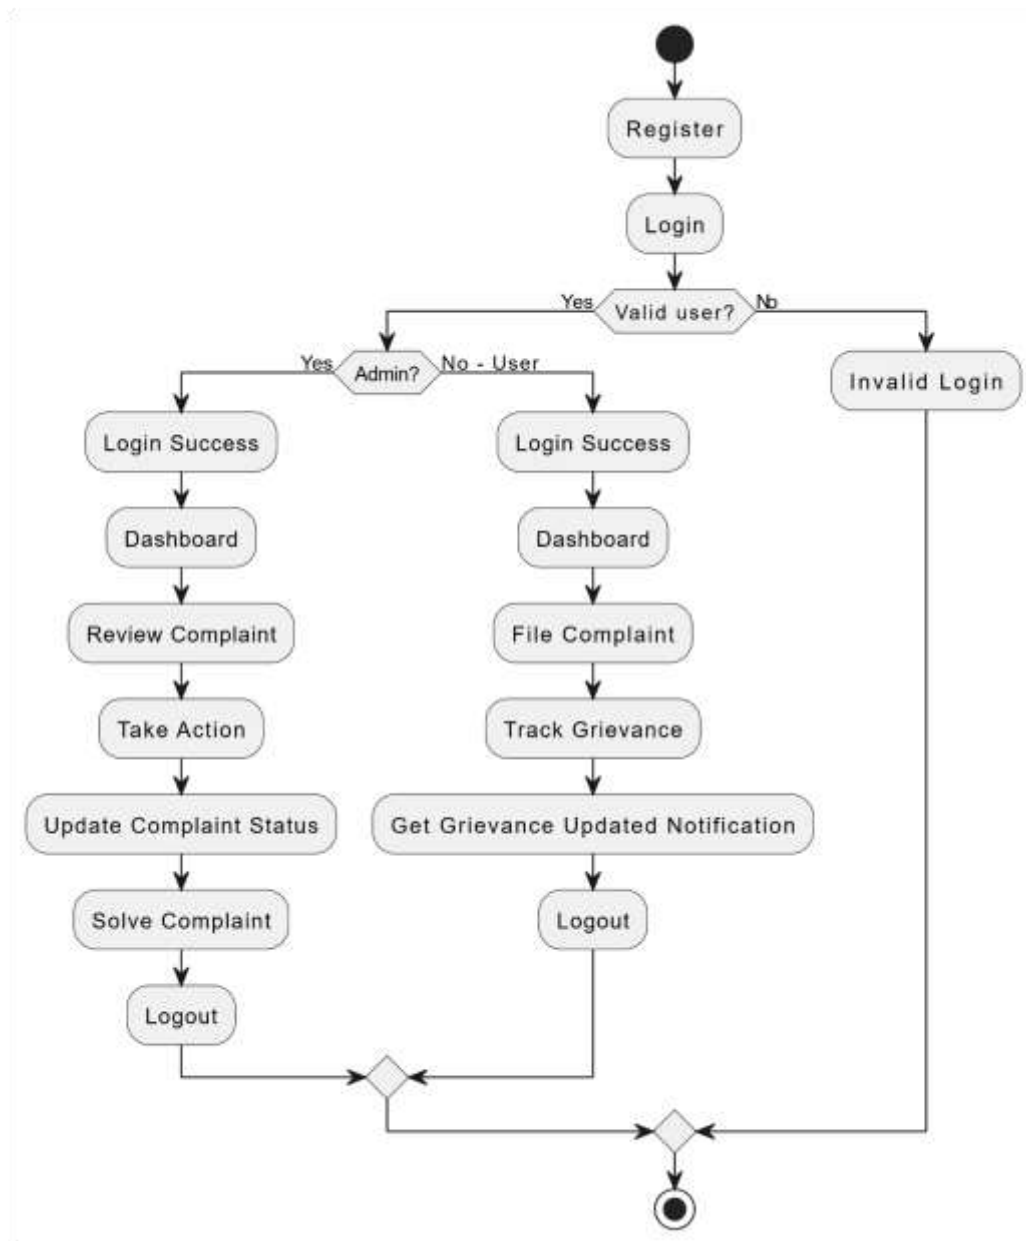 Register
Login
Yes
Valid user?
No
Yes
Admin?
No - User
Invalid Login
Login Success
Login Success
Dashboard
Dashboard
Review Complaint
File Complaint
Take Action
Track Grievance
Update Complaint Status
Get Grievance Updated Notification
Solve Complaint
Logout
Logout